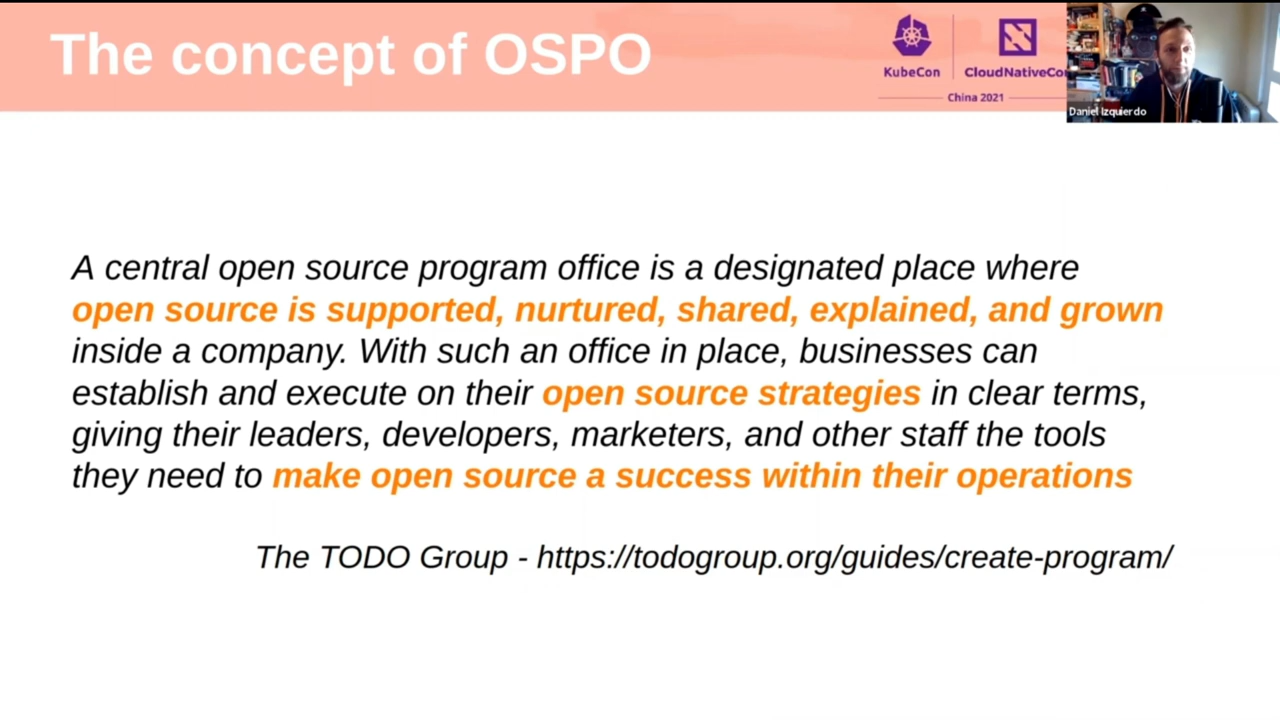 The concept of OSPO
KubeCon
CloudNativeCo
China 2021
Daniel Izquierdo
A central open source program office is a designated place where
open source is supported, nurtured, shared, explained, and grown
inside a company. With such an office in place, businesses can
establish and execute on their open source strategies in clear terms,
giving their leaders, developers, marketers, and other staff the tools
they need to make open source a success within their operations
The TODO Group - https://todogroup.org/guides/create-program/